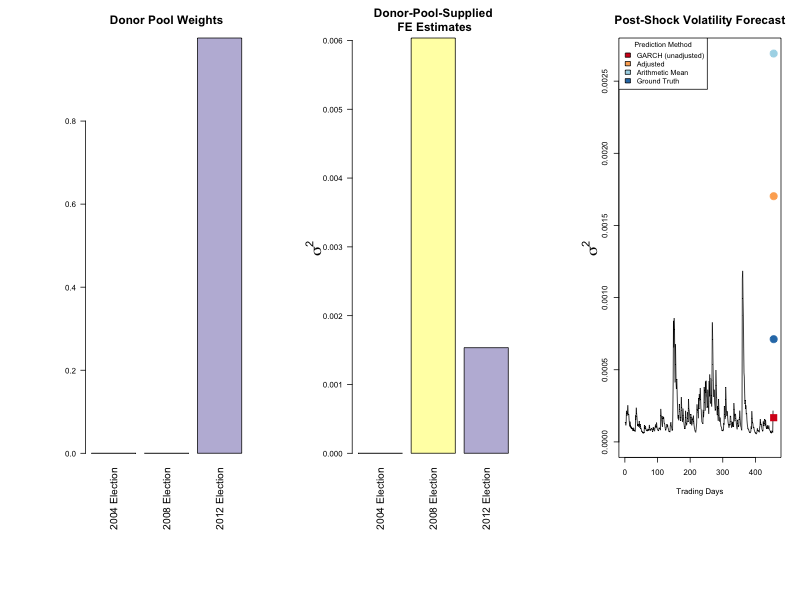 Donor Pool Weights
0.8
0.6
0.4
0.2
0.0
2004 Election
2008 Election
2012 Election
Donor-Pool-Supplied
FE Estimates
σ2
0.006
0.005
0.004
0.003
0.002
0.001
0.000
2004 Election
2008 Election
2012 Election
Post-Shock Volatility Forecast
Prediction Method
GARCH (unadjusted)
Adjusted
Arithmetic Mean
Ground Truth
σ2
0.0025
0.0020
0.0015
0.0010
0.0005
0.0000
0 100 200 300 400
Trading Days